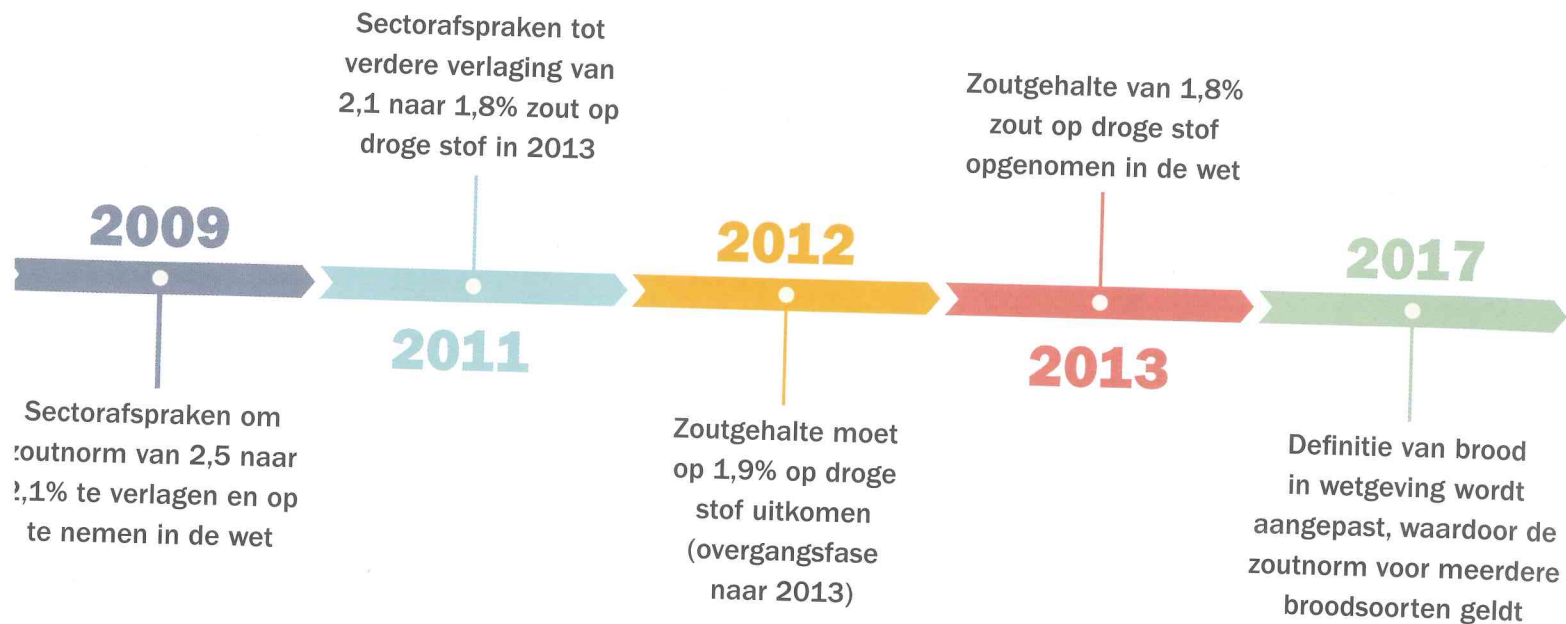 2009
Sectorafspraken om
zoutnorm van 2,5 naar
2,1% te verlagen en op
te nemen in de wet
Sectorafspraken tot
verdere verlaging van
2,1 naar 1,8% zout op
droge stof in 2013
2011
2012
Zoutgehalte moet
op 1,9% op droge
stof uitkomen
(overgangsfase
naar 2013)
Zoutgehalte van 1,8%
zout op droge stof
opgenomen in de wet
2013
2017
Definitie van brood
in wetgeving wordt
aangepast, waardoor de
zoutnorm voor meerdere
broodsoorten geldt